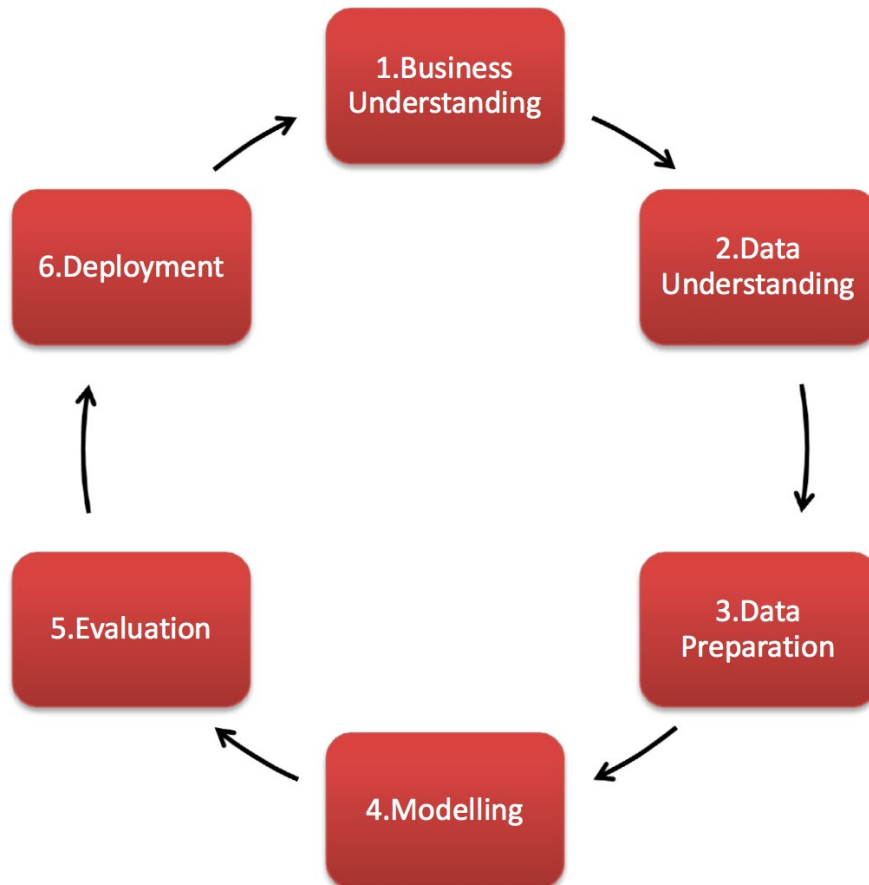 1.Business
Understanding
2.Data
Understanding
3.Data
Preparation
4.Modelling
5.Evaluation
6.Deployment